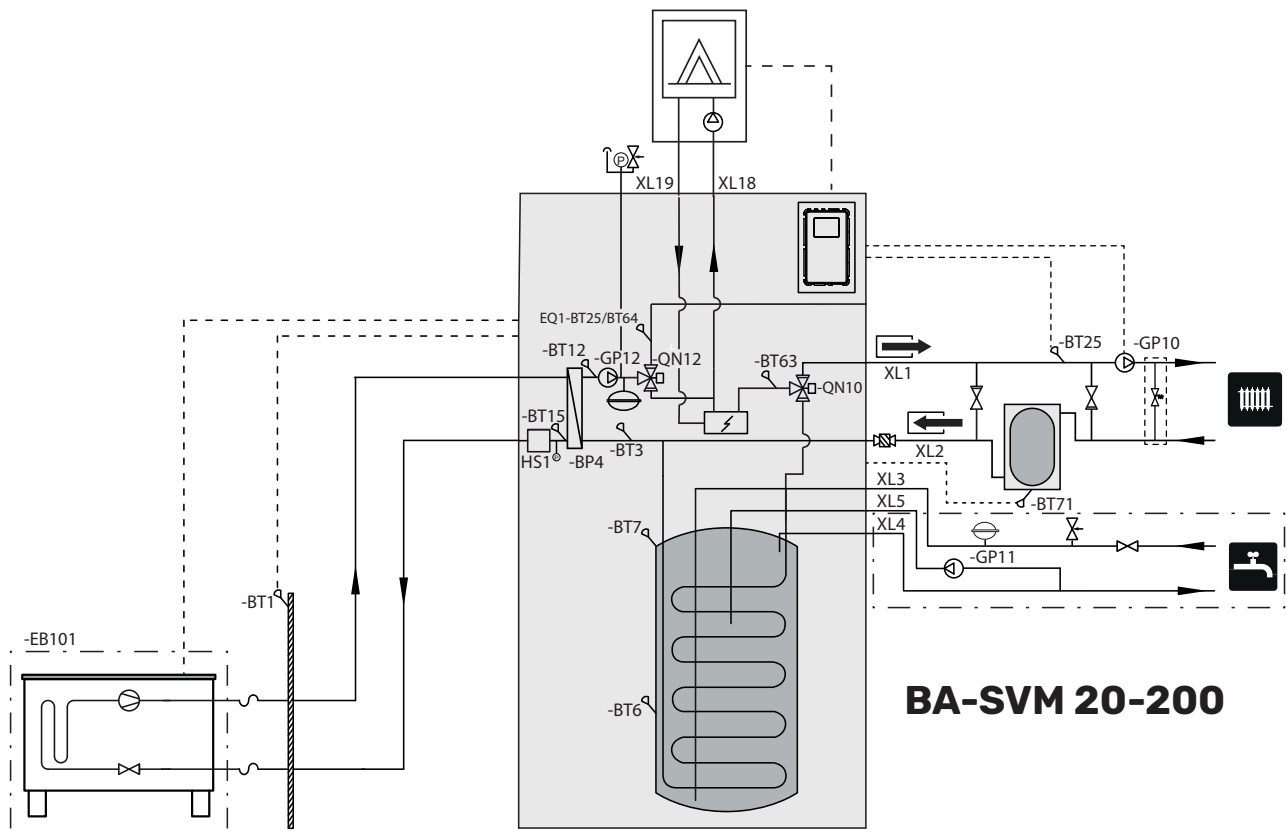 P
XL19
XL18
EQ1-BT25/BT64
-BT12
-GP12
-QN12
-BT63
-QN10
XL1
-BT25
-GP10
-BT15
HS1
P
-BP4
-BT3
XL2
XL3
XL5
XL4
-BT71
-GP11
-BT7
-BT1
-EB101
-BT6
BA-SVM 20-200